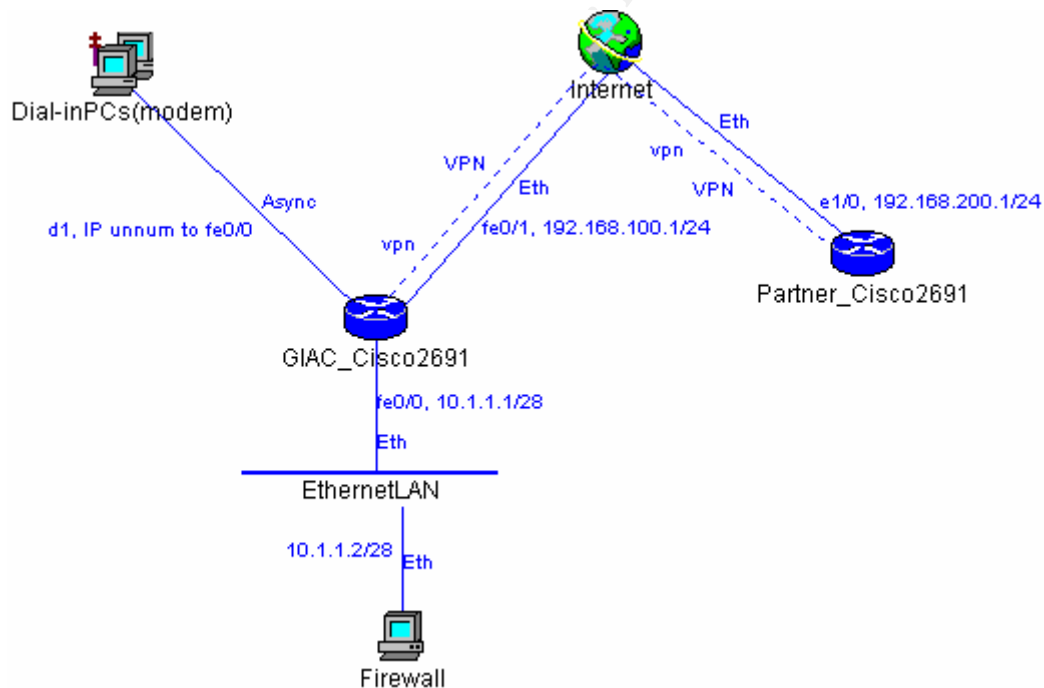 Internet
Dial-inPCs(modem)
Eth
vpn
VPN
VPN
Eth
Async
e1/0, 192.168.200.1/24
d1, IP unnum to fe0/0
fe0/1, 192.168.100.1/24
vpn
Partner_Cisco2691
GIAC_Cisco2691
fe0/0, 10.1.1.1/28
Eth
EthernetLAN
10.1.1.2/28
Eth
Firewall